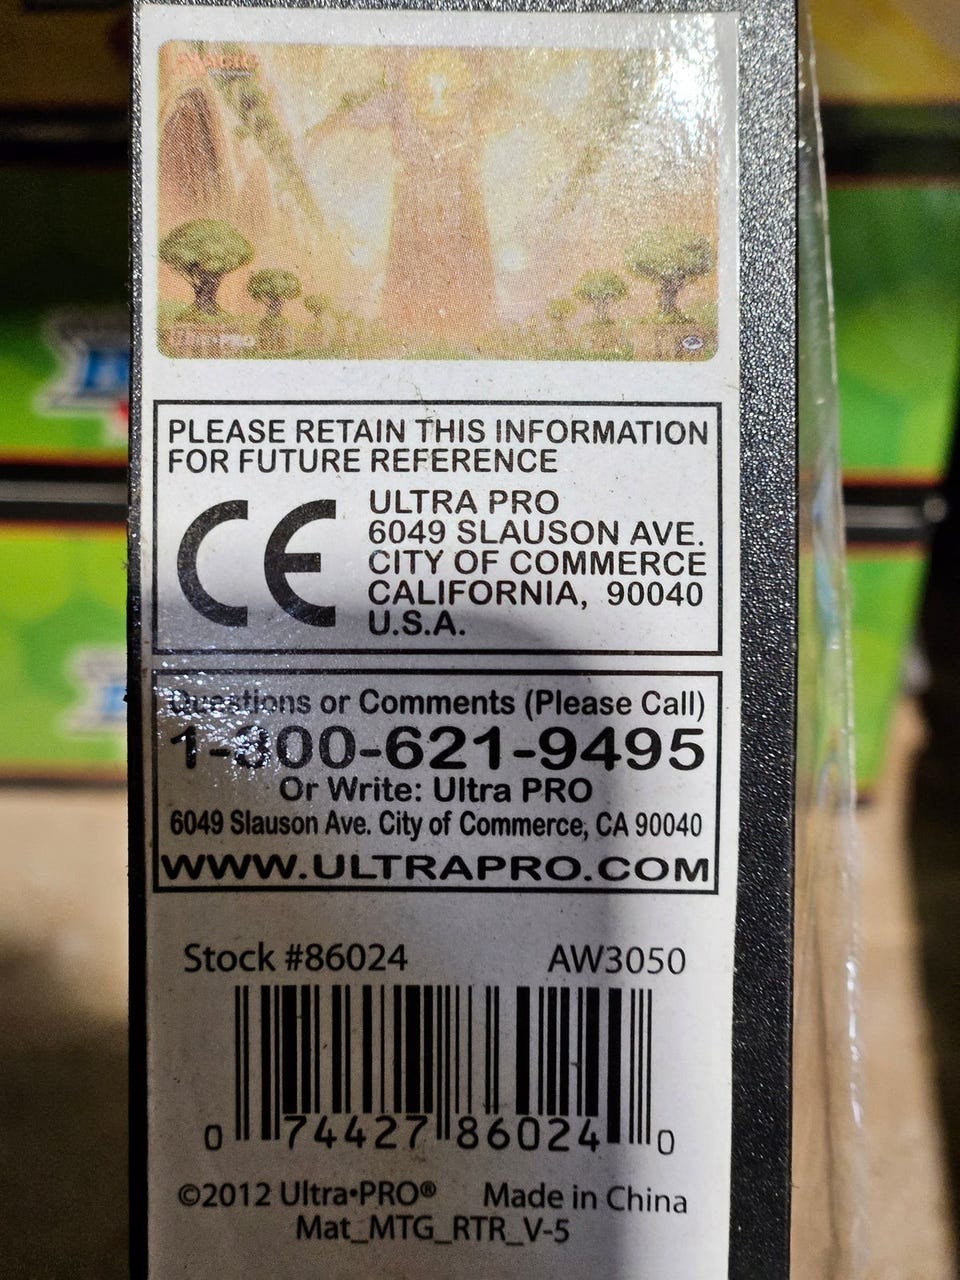 PLEASE RETAIN THIS INFORMATION
FOR FUTURE REFERENCE
CE
ULTRA PRO
6049 SLAUSON AVE.
CITY OF COMMERCE
CALIFORNIA, 90040
U.S.A.
Questions or Comments (Please Call)
1-800-621-9495
Or Write: Ultra PRO
6049 Slauson Ave. City of Commerce, CA 90040
WWW.ULTRAPRO.COM
Stock #86024 AW3050
0 74427 86024 0
©2012 Ultra•PRO® Made in China
Mat_MTG_RTR_V-5